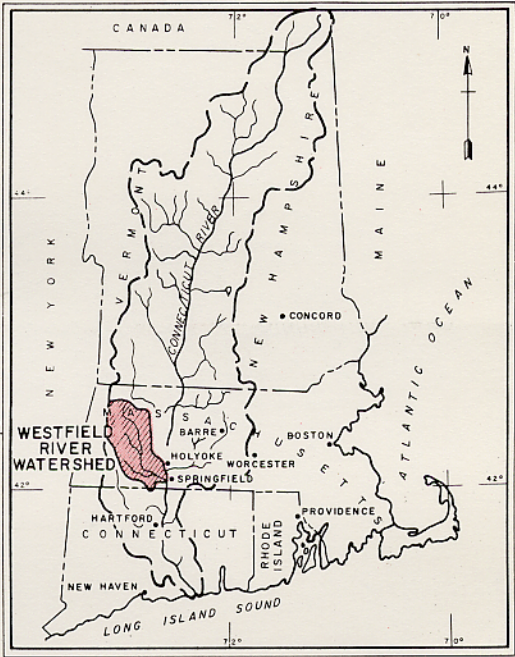 CANADA
72°
70°
N
44°
44°
NEW YORK
VERMONT
CONNECTICUT RIVER
NEW HAMPSHIRE
MAINE
CONCORD
ATLANTIC OCEAN
MASSACHUSETTS
WESTFIELD
RIVER
WATERSHED
BARRE
BOSTON
HOLYOKE
WORCESTER
SPRINGFIELD
42°
42°
HARTFORD
CONNECTICUT
PROVIDENCE
RHODE
ISLAND
NEW HAVEN
LONG ISLAND SOUND
72°
70°